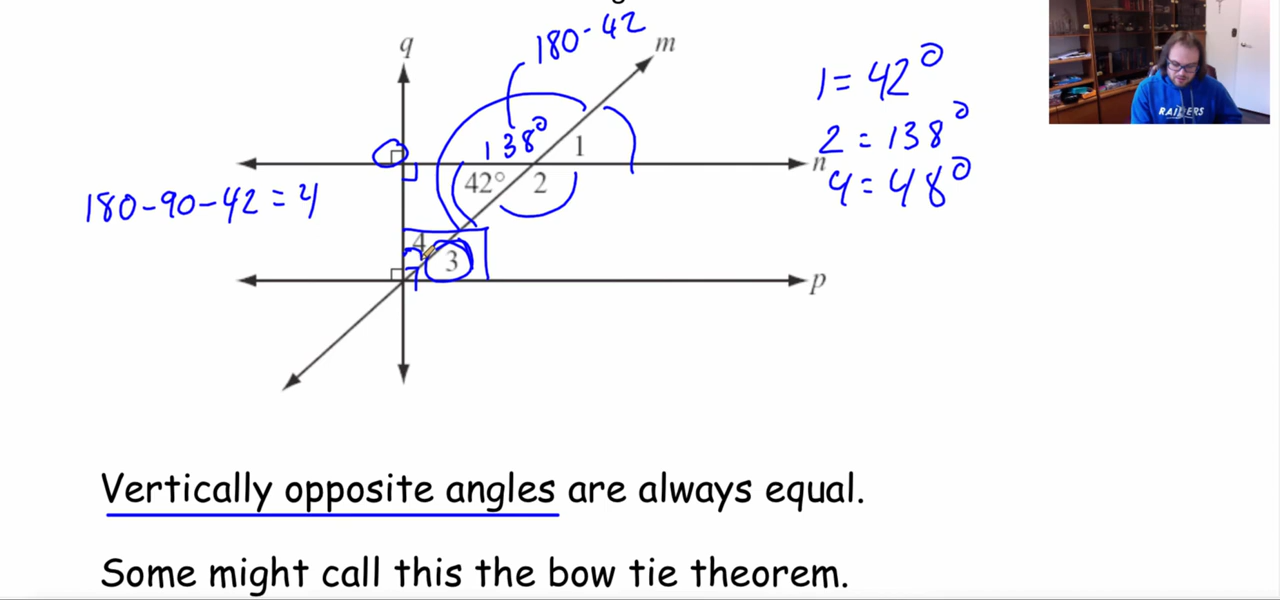 180-42
q
m
1 = 42°
RAIDERS
138°
1
2 = 138°
n
42°
2
4 = 48°
180-90-42=4
4
3
p
Vertically opposite angles are always equal.
Some might call this the bow tie theorem.